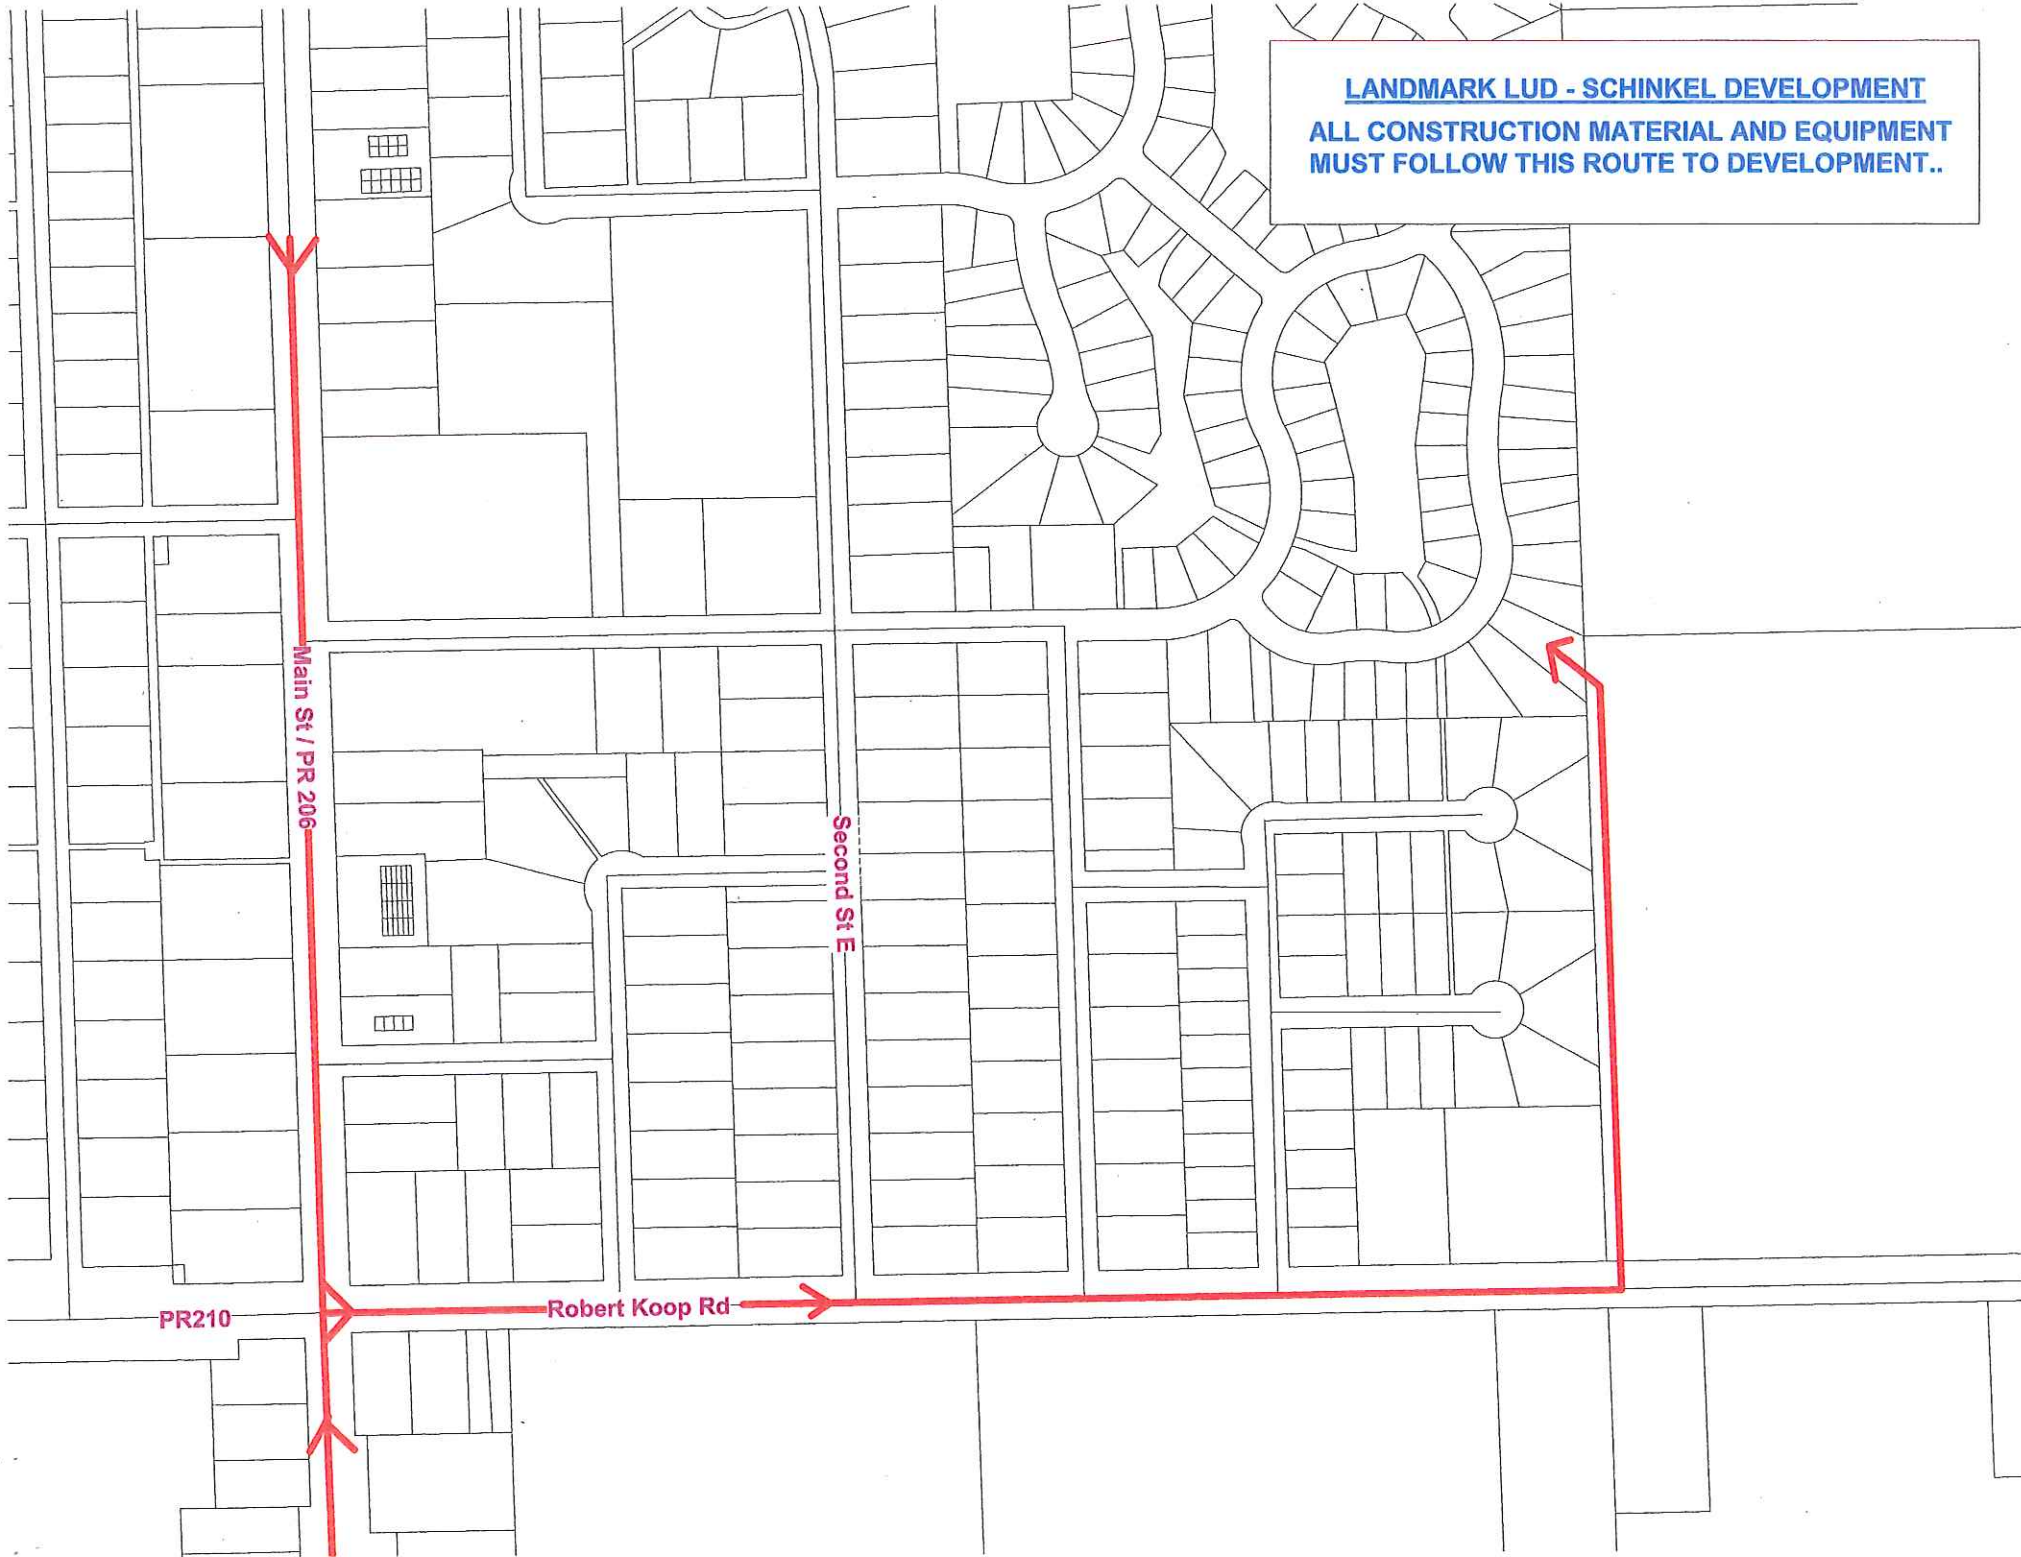 LANDMARK LUD - SCHINKEL DEVELOPMENT
ALL CONSTRUCTION MATERIAL AND EQUIPMENT
MUST FOLLOW THIS ROUTE TO DEVELOPMENT..
Main St / PR 206
Second St E
PR210
Robert Koop Rd